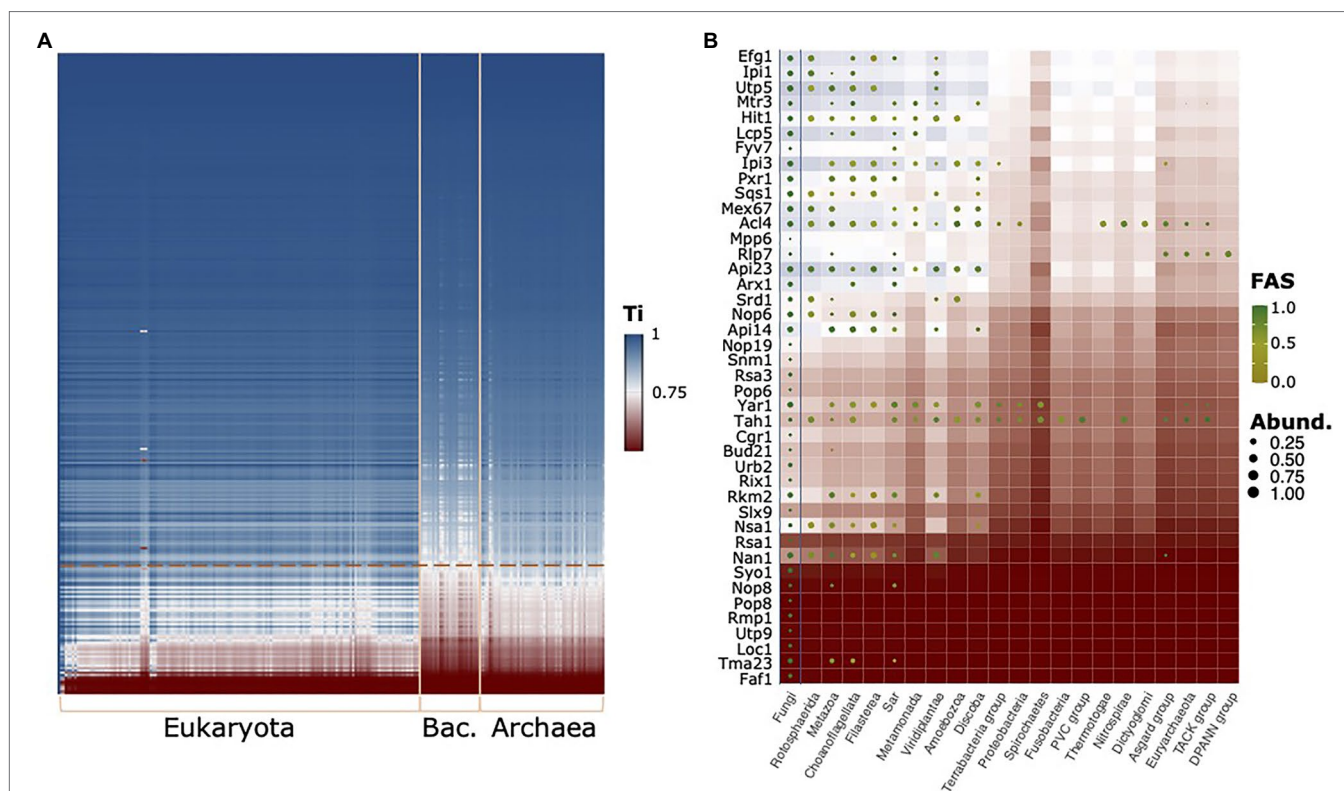 A
Ti
1
0.75
Eukaryota
Bac.
Archaea
B
Efg1
Ipi1
Utp5
Mtr3
Hit1
Lcp5
Fyv7
Ipi3
Pxr1
Sqs1
Mex67
Acl4
Mpp6
Rlp7
Api23
Arx1
Srd1
Nop6
Api14
Nop19
Snm1
Rsa3
Pop6
Yar1
Tah1
Cgr1
Bud21
Urb2
Rix1
Rkm2
Slx9
Nsa1
Rsa1
Nan1
Syo1
Nop8
Pop8
Rmp1
Utp9
Loc1
Tma23
Faf1
Fungi
Rotosphaerida
Metazoa
Choanoflagellata
Filasterea
Sar
Metamonada
Viridiplantae
Amoebozoa
Discoba
Terrabacteria group
Proteobacteria
Spirochaetes
Fusobacteria
PVC group
Thermotogae
Nitrospirae
Dictyoglomi
Asgard group
Euryarchaeota
TACK group
DPANN group
FAS
1.0
0.5
0.0
Abund.
0.25
0.50
0.75
1.00